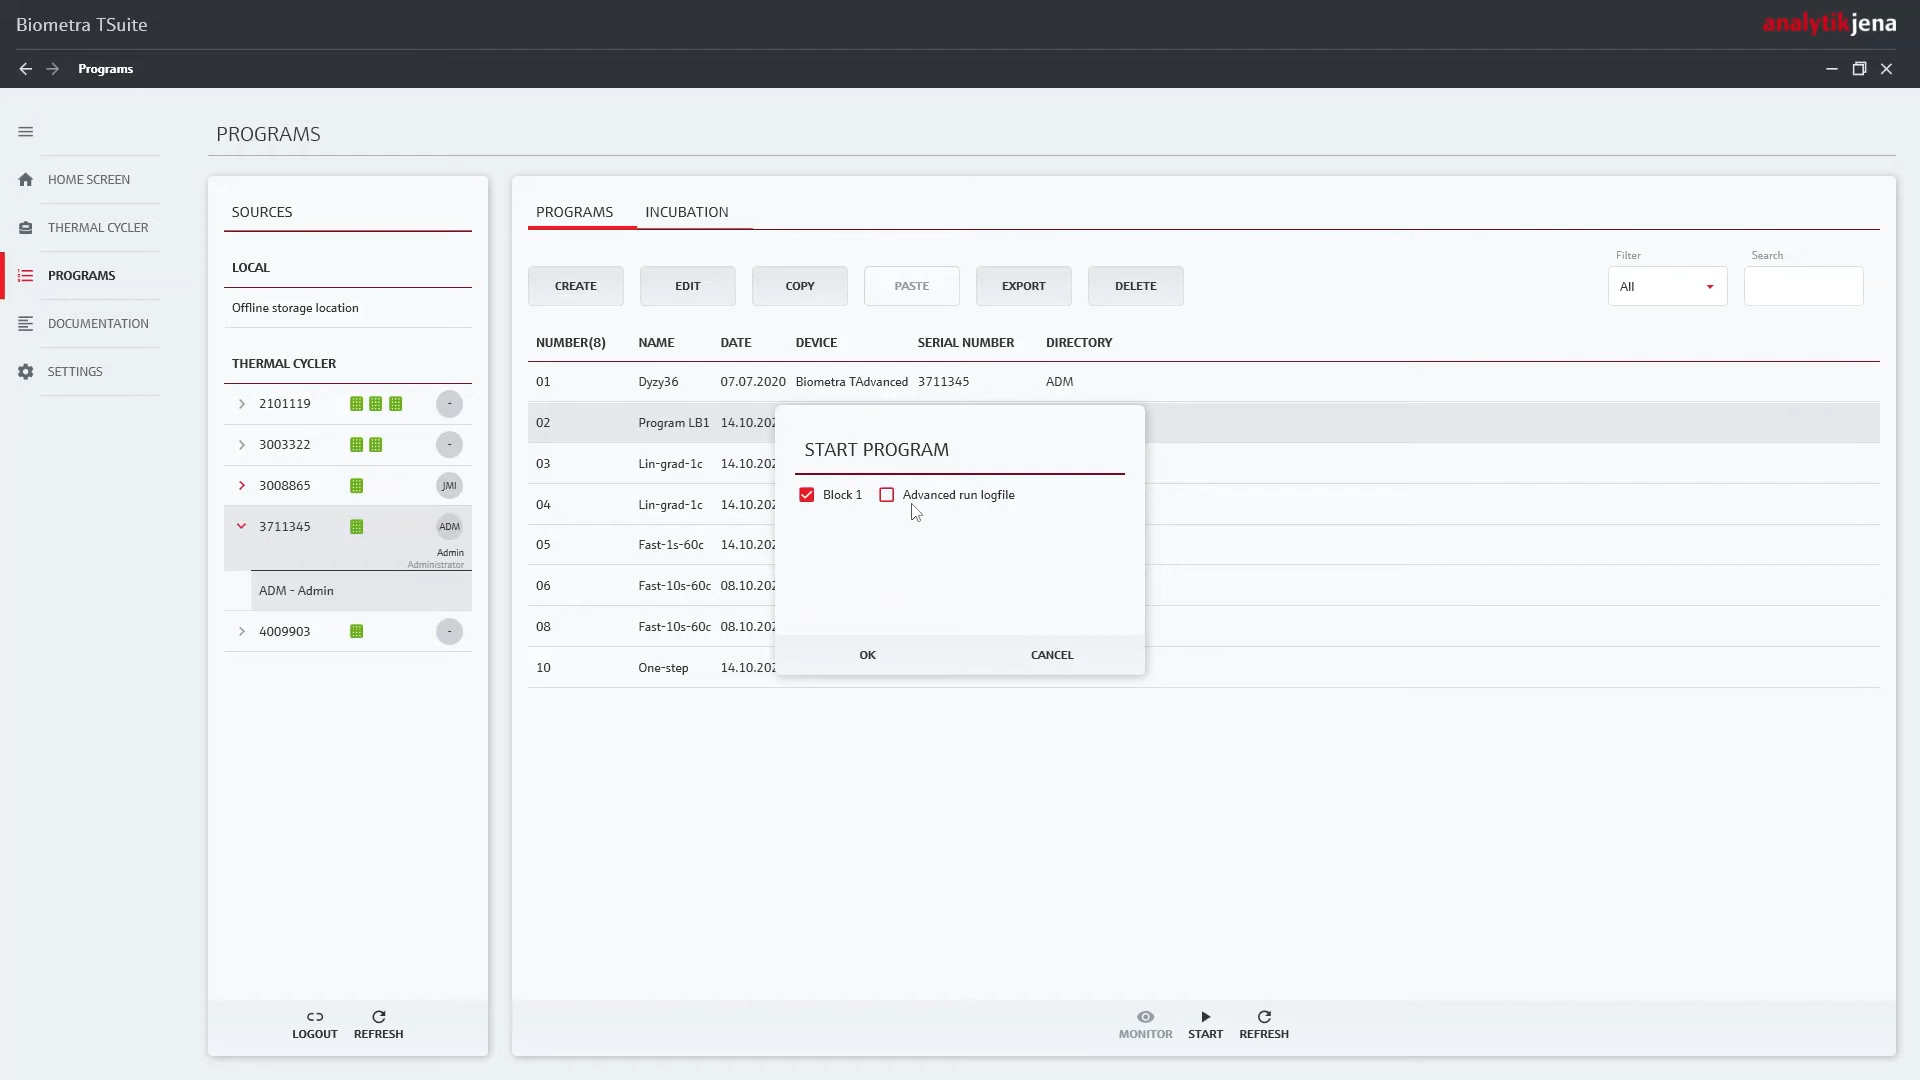 Biometra TSuite
analytikjena
Programs
PROGRAMS
HOME SCREEN
THERMAL CYCLER
PROGRAMS
DOCUMENTATION
SETTINGS
SOURCES
LOCAL
Offline storage location
THERMAL CYCLER
2101119 -
3003322 -
3008865 JMI
3711345 ADM
Admin
Administrator
ADM - Admin
4009903 -
LOGOUT REFRESH
PROGRAMS INCUBATION
CREATE EDIT COPY PASTE EXPORT DELETE
Filter
All
Search
NUMBER(8) NAME DATE DEVICE SERIAL NUMBER DIRECTORY
01 Dyzy36 07.07.2020 Biometra TAdvanced 3711345 ADM
02 Program LB1 14.10.202
03 Lin-grad-1c 14.10.202
04 Lin-grad-1c 14.10.202
05 Fast-1s-60c 14.10.202
06 Fast-10s-60c 08.10.202
08 Fast-10s-60c 08.10.202
10 One-step 14.10.202
START PROGRAM
Block 1 Advanced run logfile
OK CANCEL
MONITOR START REFRESH